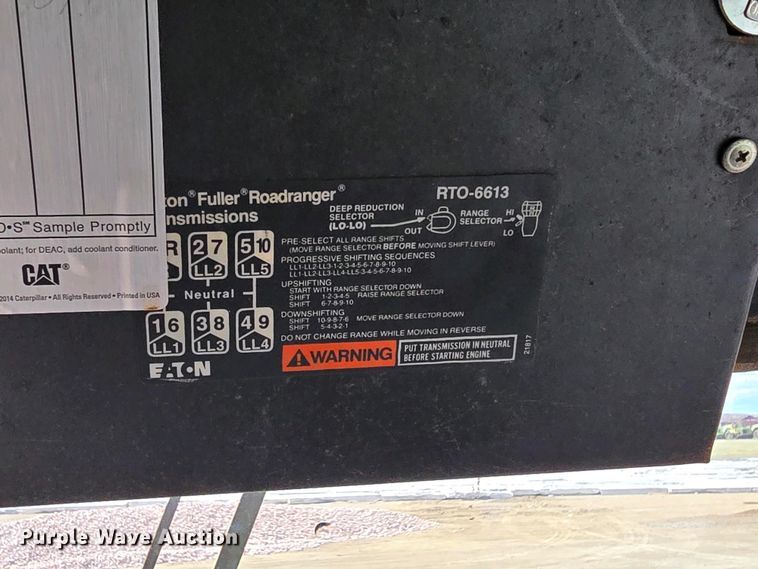 O•S℠ Sample Promptly
oolant; for DEAC, add coolant conditioner.
CAT®
2014 Caterpillar • All Rights Reserved • Printed in USA
ton® Fuller® Roadranger®
ansmissions
RTO-6613
DEEP REDUCTION
SELECTOR
(LO-LO)
IN
OUT
RANGE
SELECTOR
HI
LO
PRE-SELECT ALL RANGE SHIFTS
(MOVE RANGE SELECTOR BEFORE MOVING SHIFT LEVER)
PROGRESSIVE SHIFTING SEQUENCES
LL1-LL2-LL3-1-2-3-4-5-6-7-8-9-10
LL1-LL2-LL3-LL4-LL5-3-4-5-6-7-8-9-10
UPSHIFTING
START WITH RANGE SELECTOR DOWN
SHIFT 1-2-3-4-5 RAISE RANGE SELECTOR
SHIFT 6-7-8-9-10
DOWNSHIFTING
SHIFT 10-9-8-7-6 MOVE RANGE SELECTOR DOWN
SHIFT 5-4-3-2-1
DO NOT CHANGE RANGE WHILE MOVING IN REVERSE
R 2 7 5 10
LL2 LL5
Neutral
1 6 3 8 4 9
LL1 LL3 LL4
EATON
WARNING
PUT TRANSMISSION IN NEUTRAL
BEFORE STARTING ENGINE
21817
Purple Wave Auction